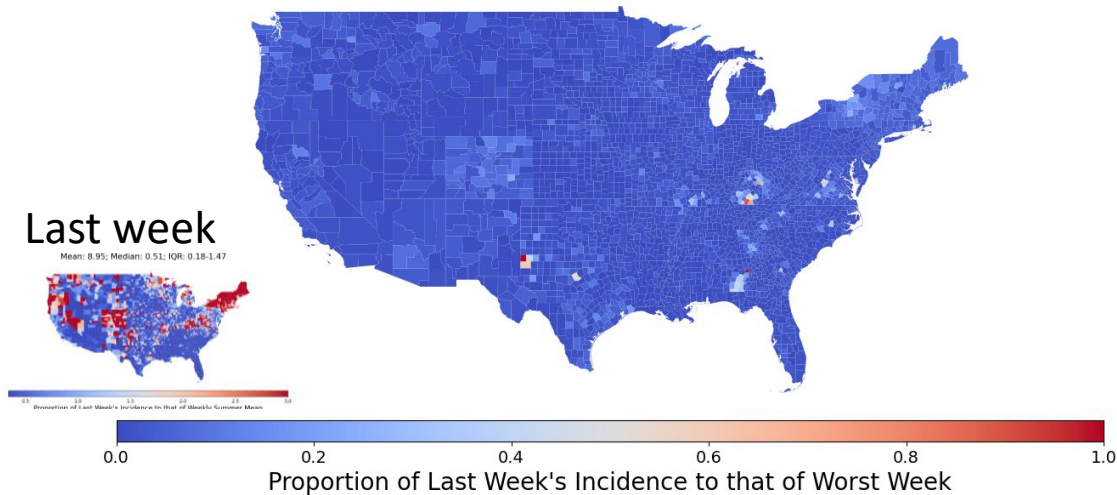 Last week
Mean: 8.95; Median: 0.51; IQR: 0.18-1.47
0.5 1.0 1.5 2.0 2.5 3.0
Proportion of Last Week's Incidence to that of Weekly Summer Mean
0.0 0.2 0.4 0.6 0.8 1.0
Proportion of Last Week's Incidence to that of Worst Week